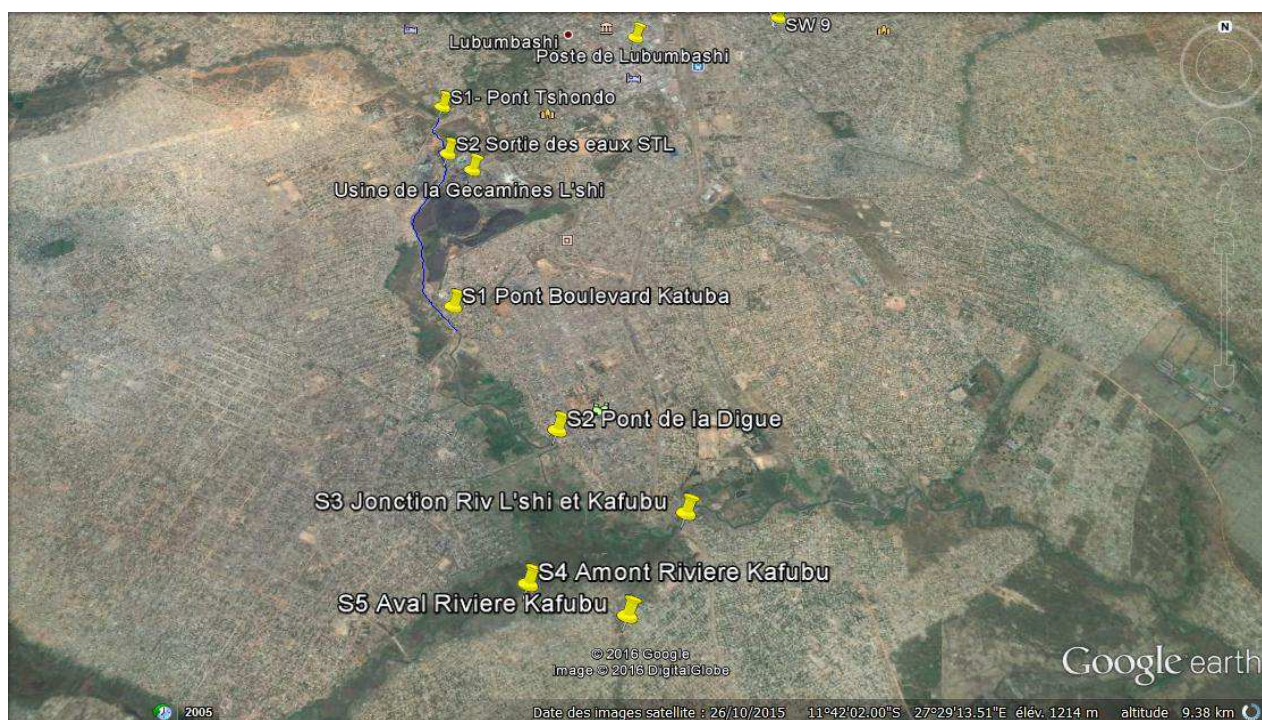 N
SW 9
Lubumbashi
Poste de Lubumbashi
S1- Pont Tshondo
S2 Sortie des eaux STL
Usine de la Gécamines L'shi
S1 Pont Boulevard Katuba
S2 Pont de la Digue
S3 Jonction Riv L'shi et Kafubu
S4 Amont Riviere Kafubu
S5 Aval Riviere Kafubu
© 2016 Google
Image © 2016 DigitalGlobe
Google earth
2005
Date des images satellite : 26/10/2015 11°42'02.00"S 27°29'13.51"E élév. 1214 m altitude 9.38 km